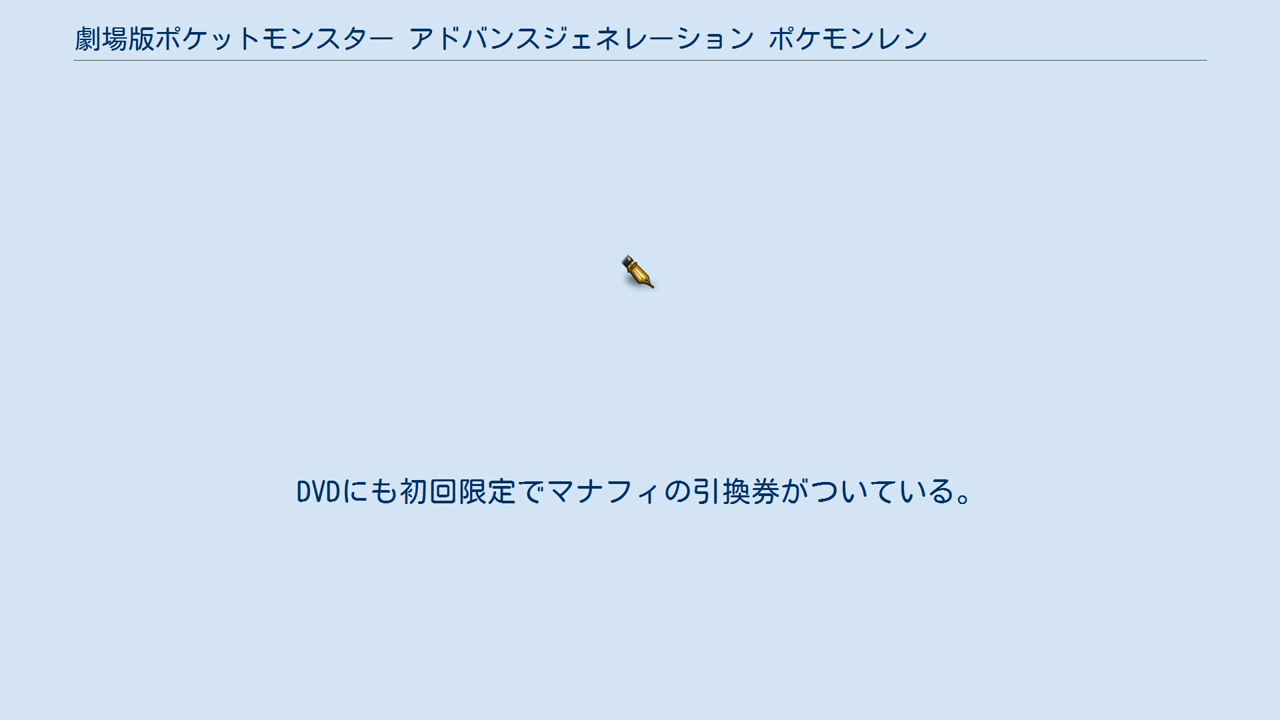 劇場版ポケットモンスター アドバンスジェネレーション ポケモンレン
DVDにも初回限定でマナフィの引換券がついている。